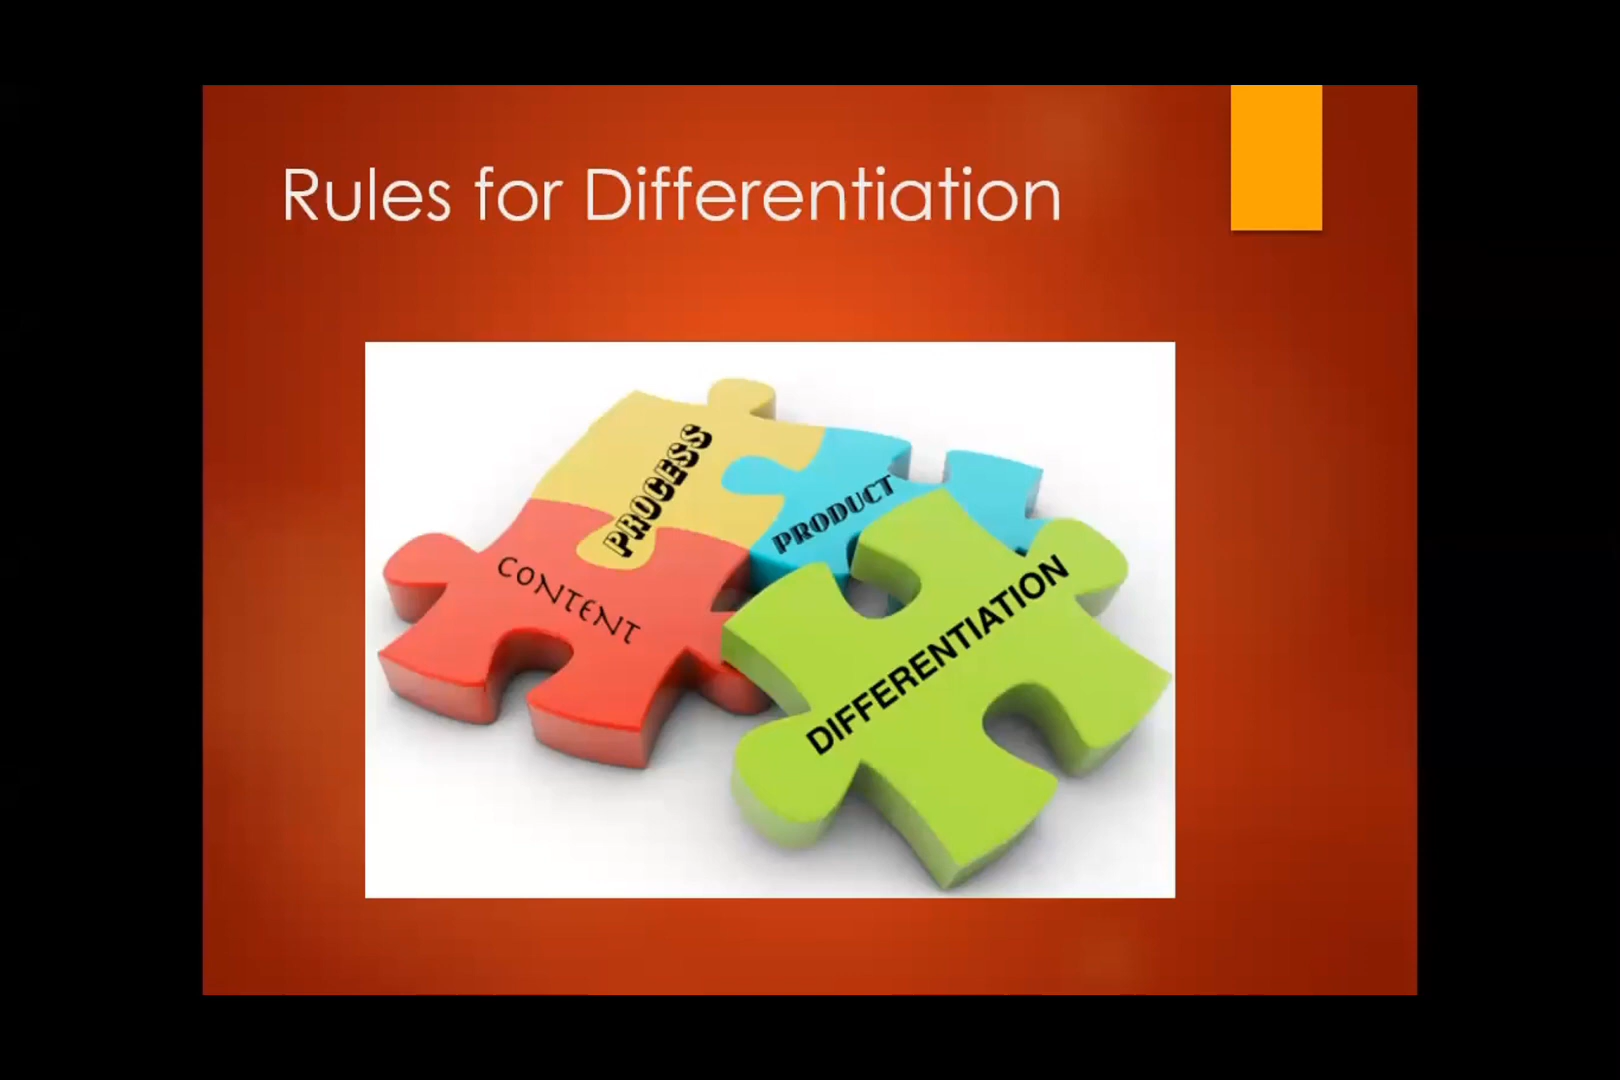 Rules for Differentiation
PROCESS
PRODUCT
CONTENT
DIFFERENTIATION